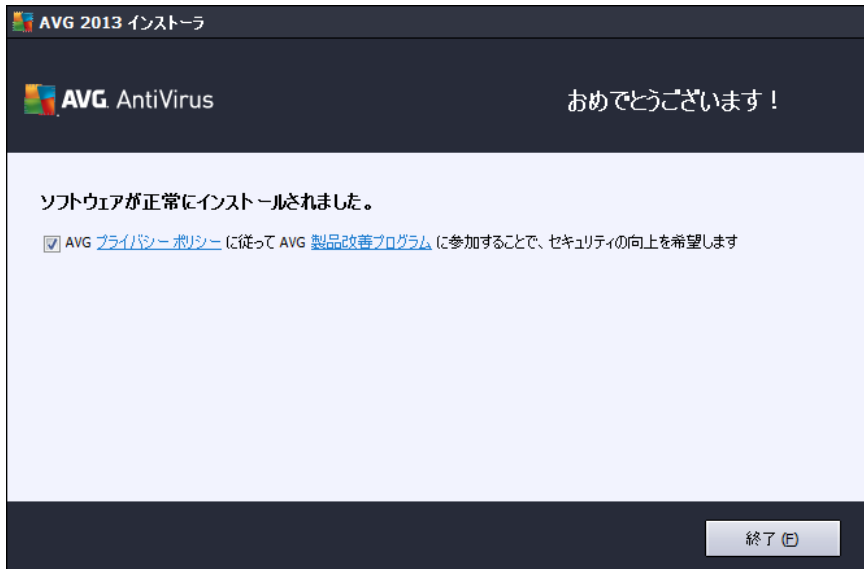 AVG 2013 インストーラ
AVG. AntiVirus
おめでとうございます！
ソフトウェアが正常にインストールされました。
AVG プライバシー ポリシー に従って AVG 製品改善プログラム に参加することで、セキュリティの向上を希望します
終了 (F)